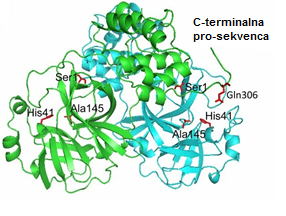 C-terminalna
pro-sekvenca
Ser1
Ser1
Gln306
His41
Ala145
His41
Ala145